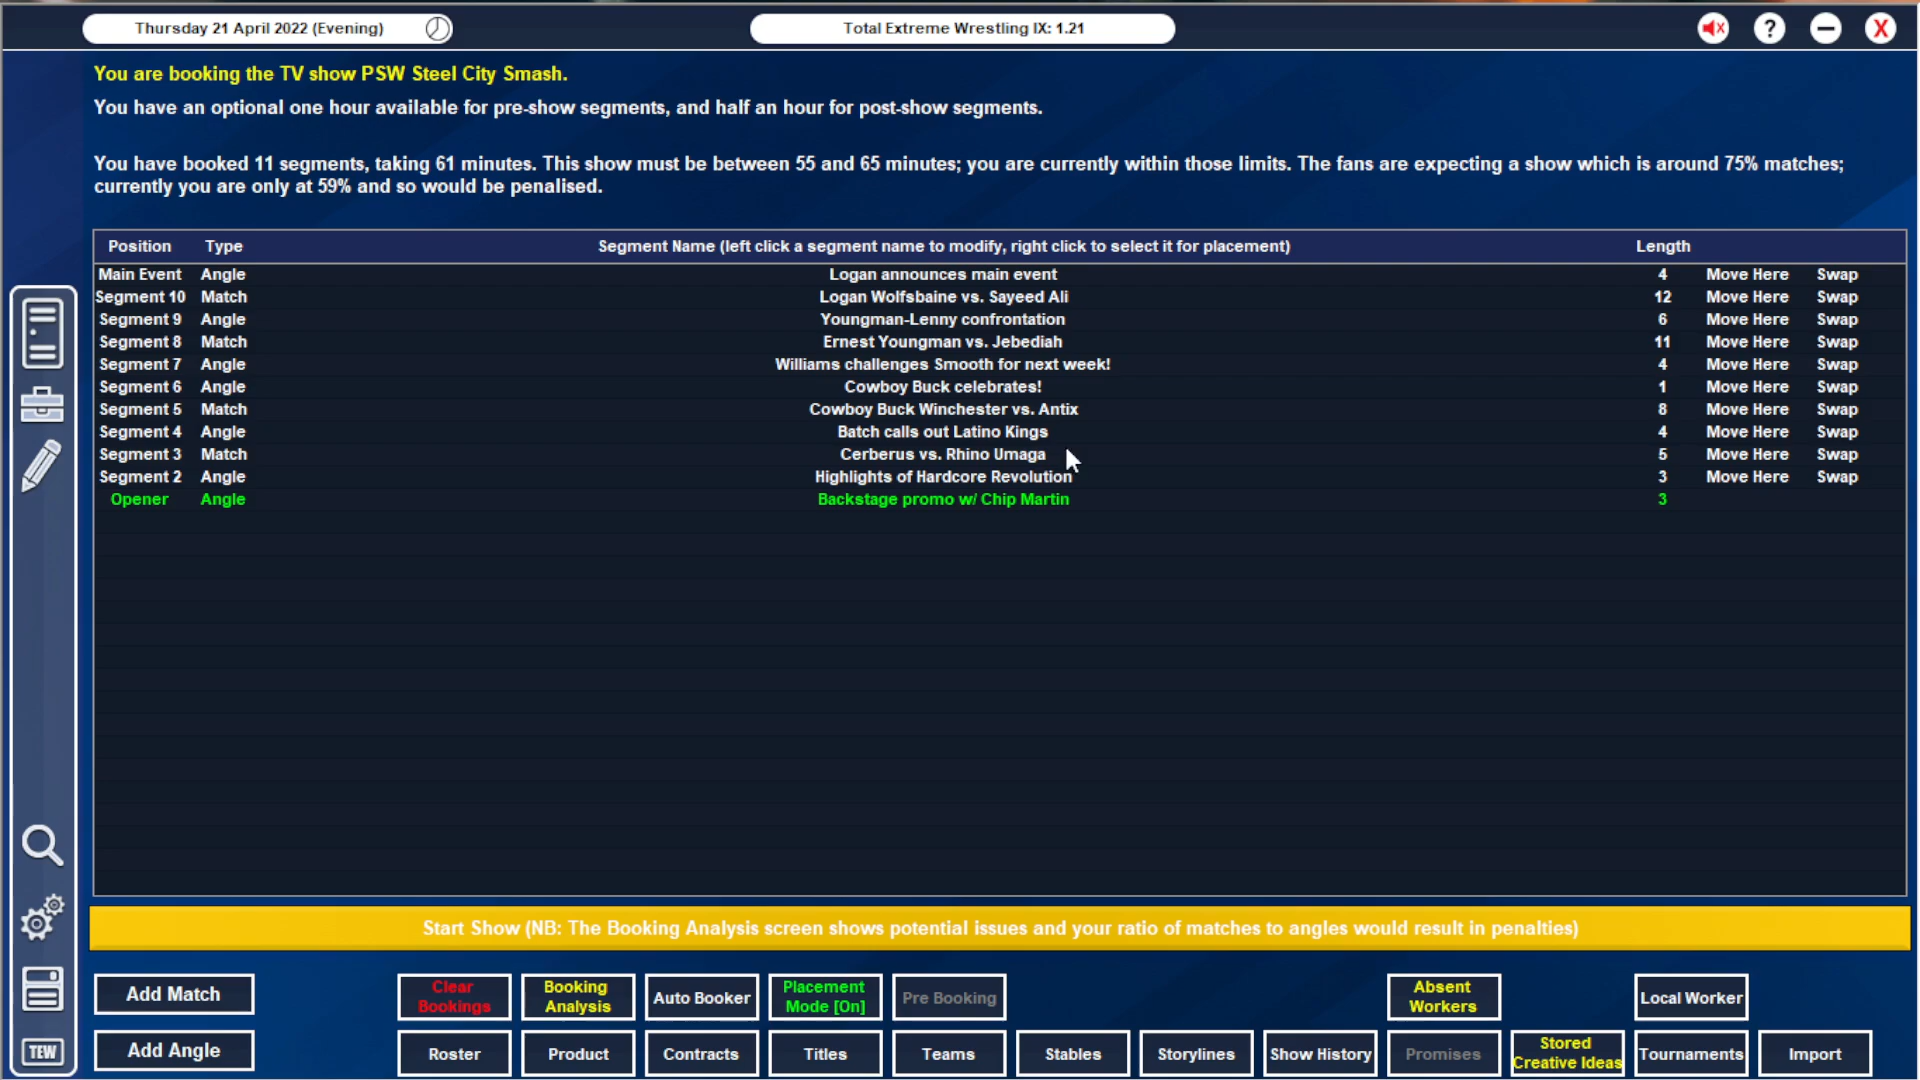 Thursday 21 April 2022 (Evening)
Total Extreme Wrestling IX: 1.21
?
X
You are booking the TV show PSW Steel City Smash.
You have an optional one hour available for pre-show segments, and half an hour for post-show segments.
You have booked 11 segments, taking 61 minutes. This show must be between 55 and 65 minutes; you are currently within those limits. The fans are expecting a show which is around 75% matches;
currently you are only at 59% and so would be penalised.
Position Type Segment Name (left click a segment name to modify, right click to select it for placement) Length
Main Event Angle Logan announces main event 4 Move Here Swap
Segment 10 Match Logan Wolfsbaine vs. Sayeed Ali 12 Move Here Swap
Segment 9 Angle Youngman-Lenny confrontation 6 Move Here Swap
Segment 8 Match Ernest Youngman vs. Jebediah 11 Move Here Swap
Segment 7 Angle Williams challenges Smooth for next week! 4 Move Here Swap
Segment 6 Angle Cowboy Buck celebrates! 1 Move Here Swap
Segment 5 Match Cowboy Buck Winchester vs. Antix 8 Move Here Swap
Segment 4 Angle Batch calls out Latino Kings 4 Move Here Swap
Segment 3 Match Cerberus vs. Rhino Umaga 5 Move Here Swap
Segment 2 Angle Highlights of Hardcore Revolution 3 Move Here Swap
Opener Angle Backstage promo w/ Chip Martin 3
Start Show (NB: The Booking Analysis screen shows potential issues and your ratio of matches to angles would result in penalties)
Add Match
Clear
Bookings
Booking
Analysis
Auto Booker
Placement
Mode [On]
Pre Booking
Absent
Workers
Local Worker
TEW
Add Angle
Roster
Product
Contracts
Titles
Teams
Stables
Storylines
Show History
Promises
Stored
Creative Ideas
Tournaments
Import